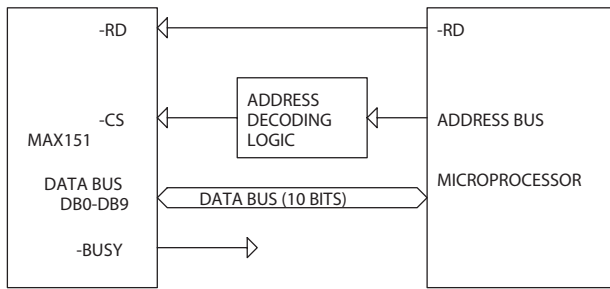 -RD
-RD
-CS
ADDRESS
DECODING
LOGIC
ADDRESS BUS
MAX151
MICROPROCESSOR
DATA BUS
DB0-DB9
DATA BUS (10 BITS)
-BUSY